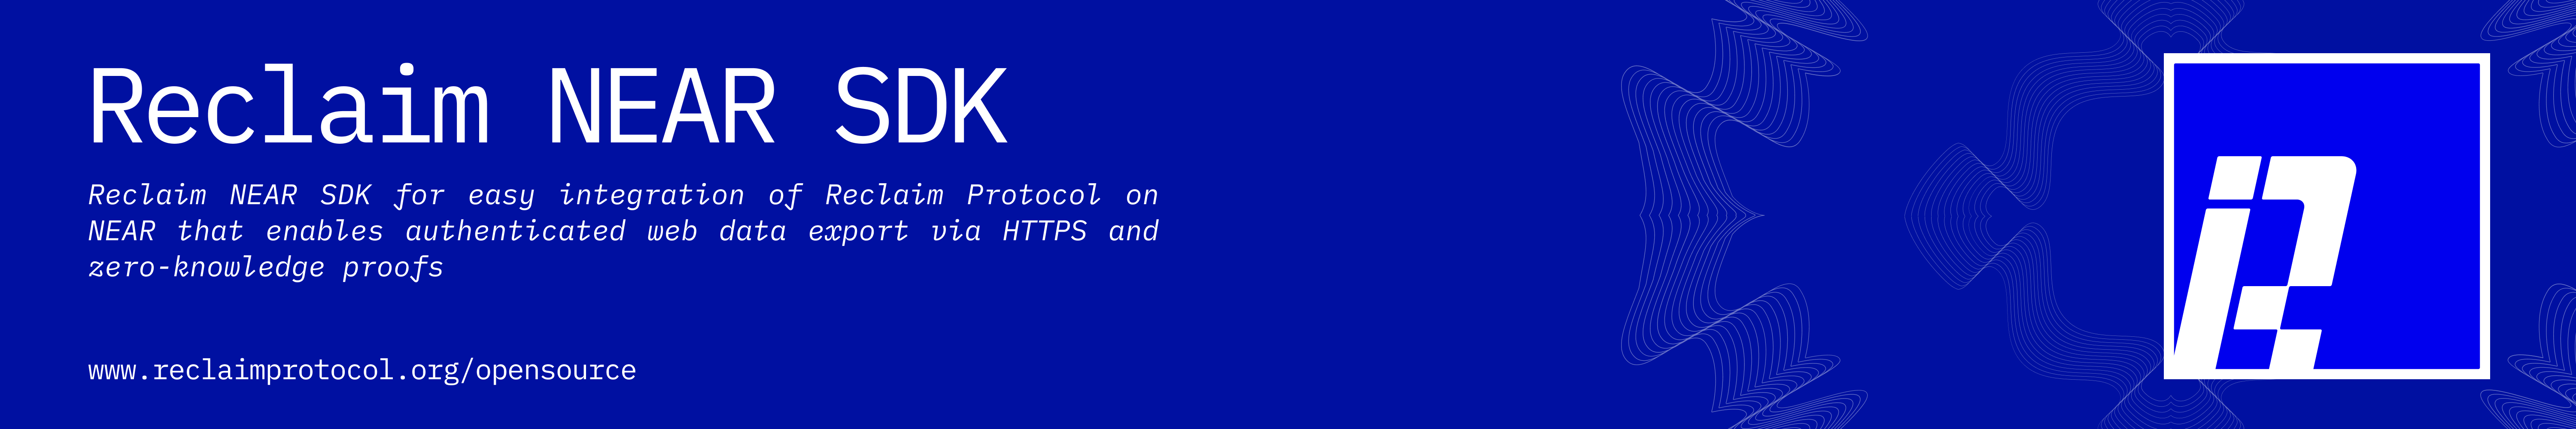 Reclaim NEAR SDK
Reclaim NEAR SDK for easy integration of Reclaim Protocol on
NEAR that enables authenticated web data export via HTTPS and
zero-knowledge proofs
www.reclaimprotocol.org/opensource